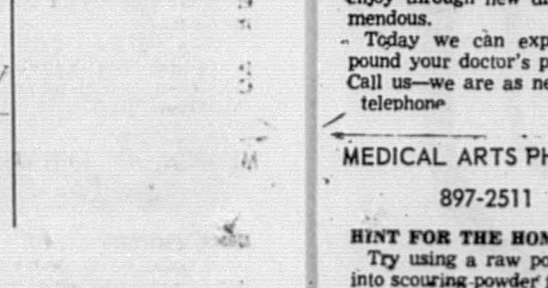 mendous.
Today we can exp
pound your doctor's p
Call us—we are as ne
telephone
MEDICAL ARTS PH
897-2511
HINT FOR THE HOM
Try using a raw po
into scouring powder